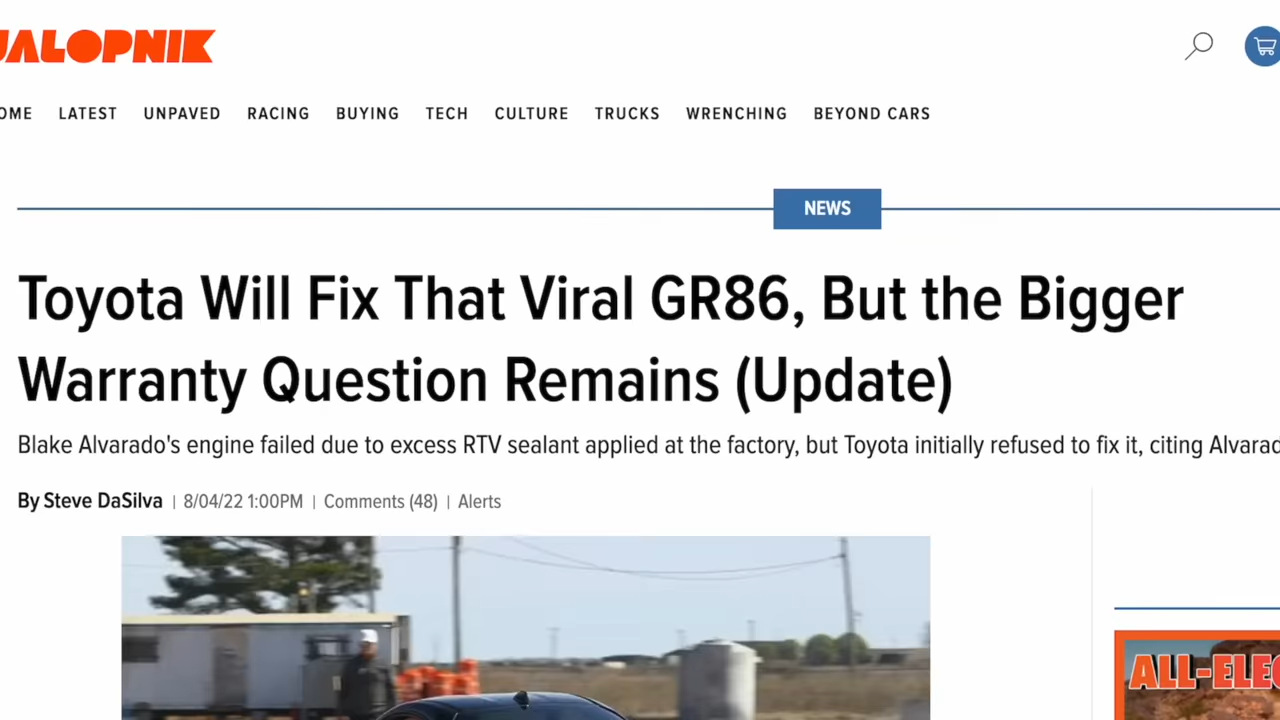 JALOPNIK
OME LATEST UNPAVED RACING BUYING TECH CULTURE TRUCKS WRENCHING BEYOND CARS
NEWS
Toyota Will Fix That Viral GR86, But the Bigger
Warranty Question Remains (Update)
Blake Alvarado's engine failed due to excess RTV sealant applied at the factory, but Toyota initially refused to fix it, citing Alvarad
By Steve DaSilva | 8/04/22 1:00PM | Comments (48) | Alerts
ALL-ELEC